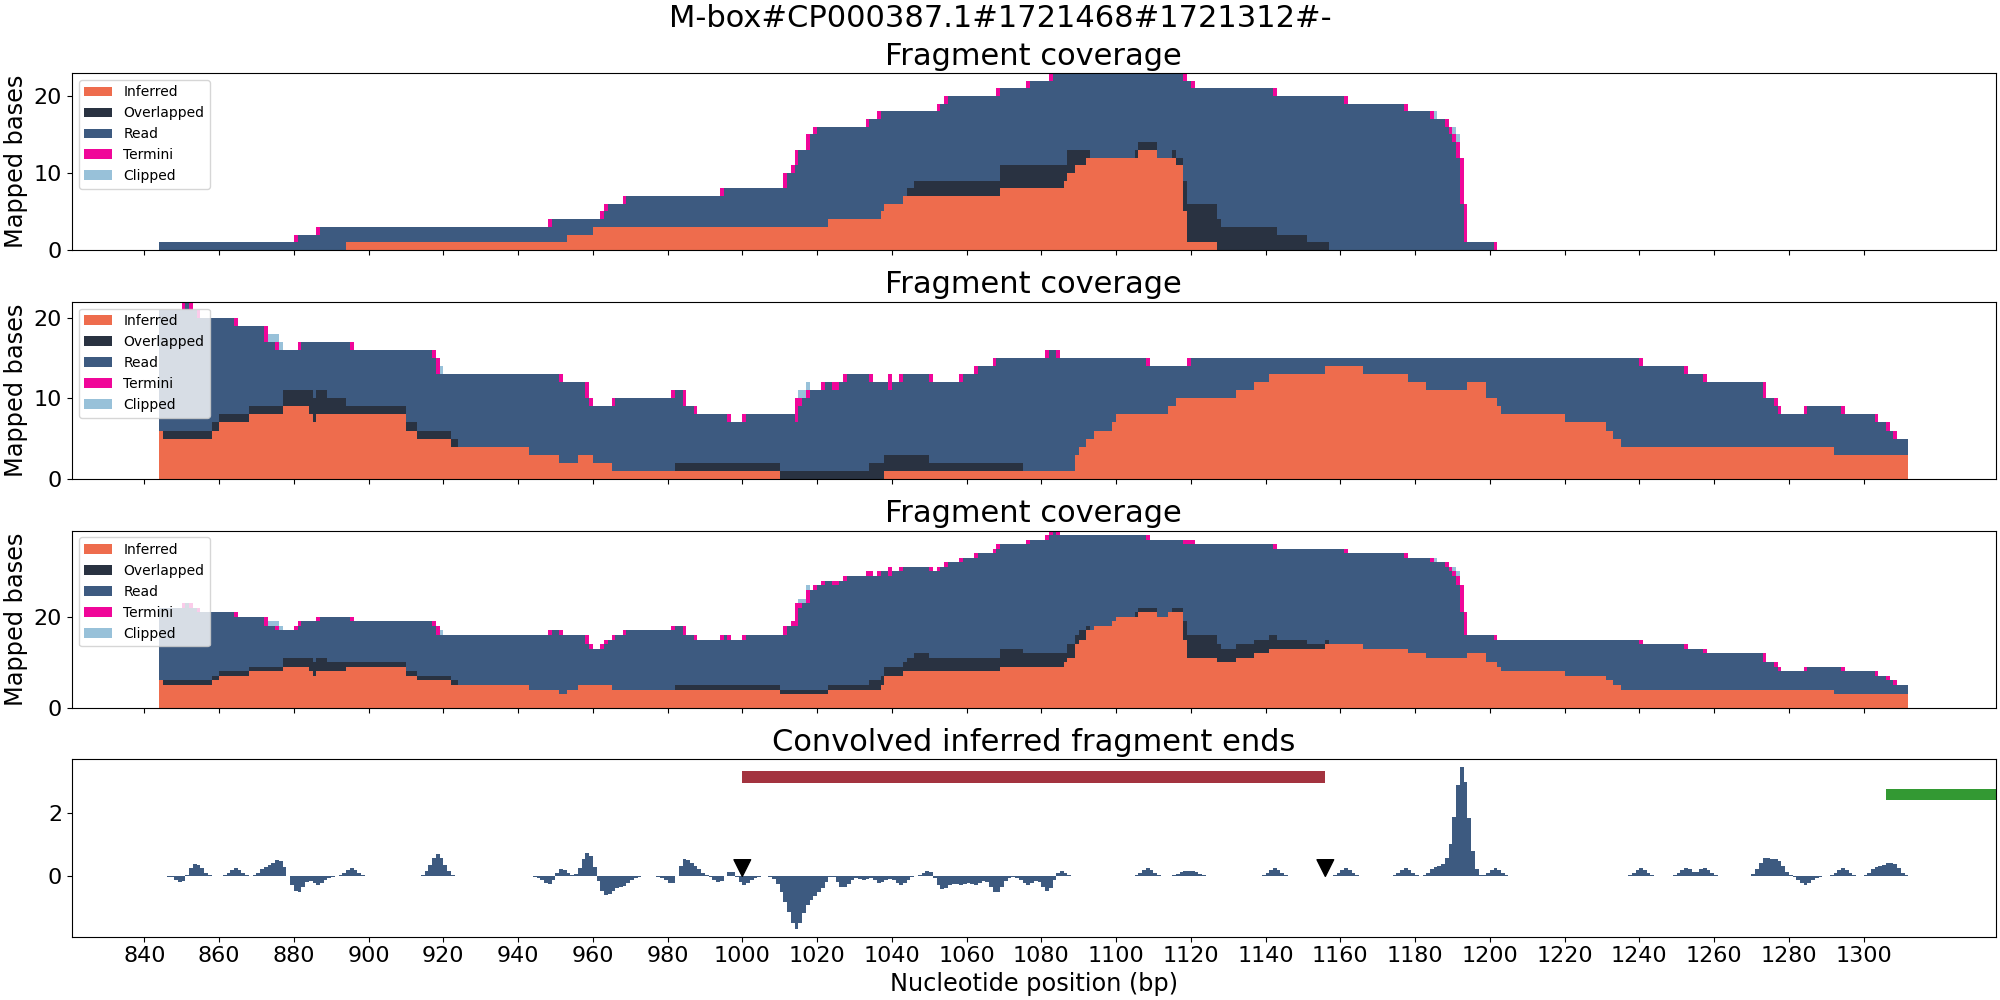 M-box#CP000387.1#1721468#1721312#-
Fragment coverage
Mapped bases
20
10
0
Inferred
Overlapped
Read
Termini
Clipped
Fragment coverage
Mapped bases
20
10
0
Inferred
Overlapped
Read
Termini
Clipped
Fragment coverage
Mapped bases
20
0
Inferred
Overlapped
Read
Termini
Clipped
Convolved inferred fragment ends
2
0
840 860 880 900 920 940 960 980 1000 1020 1040 1060 1080 1100 1120 1140 1160 1180 1200 1220 1240 1260 1280 1300
Nucleotide position (bp)